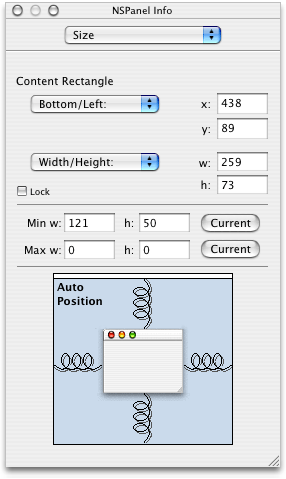 NSPanel Info
Size
Content Rectangle
Bottom/Left: x: 438
y: 89
Width/Height: w: 259
h: 73
Lock
Min w: 121 h: 50 Current
Max w: 0 h: 0 Current
Auto
Position